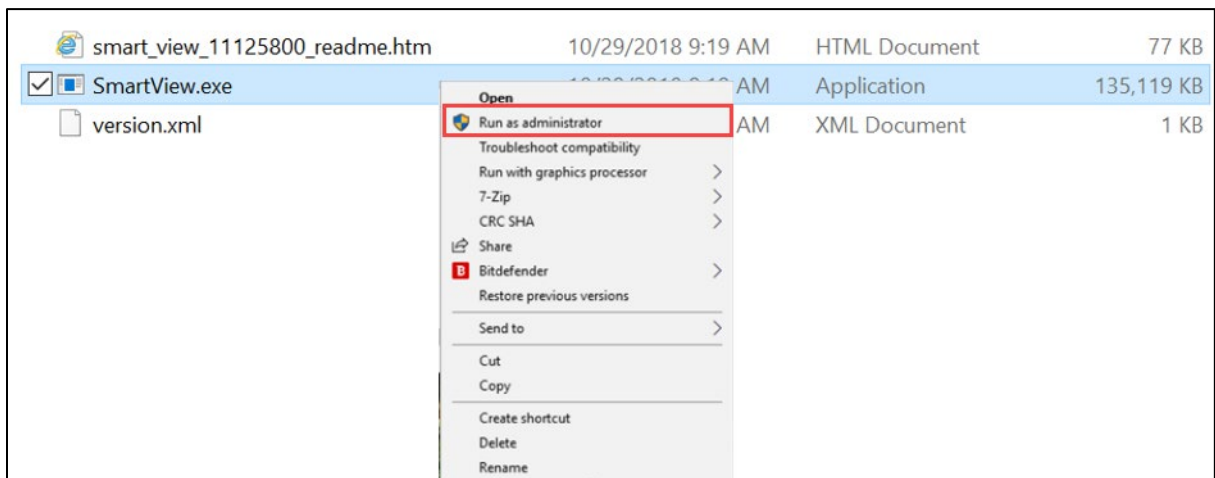 smart_view_11125800_readme.htm 10/29/2018 9:19 AM HTML Document 77 KB
SmartView.exe AM Application 135,119 KB
version.xml AM XML Document 1 KB
Open
Run as administrator
Troubleshoot compatibility
Run with graphics processor
7-Zip
CRC SHA
Share
B Bitdefender
Restore previous versions
Send to
Cut
Copy
Create shortcut
Delete
Rename